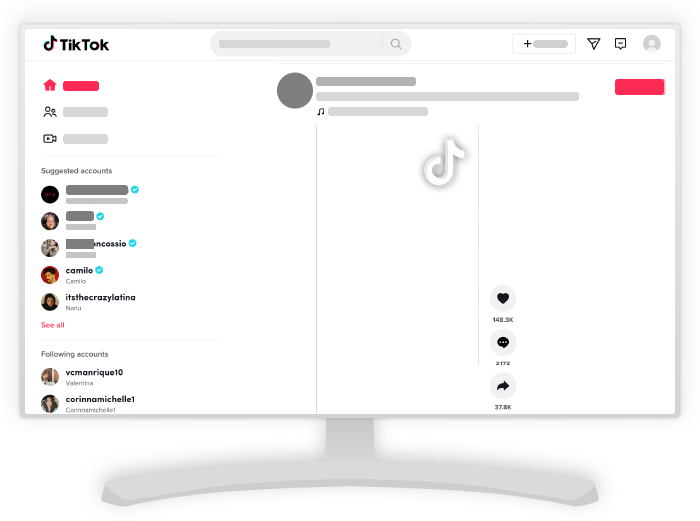 TikTok
Suggested accounts
encossio
camilo
Camilo
itsthecrazylatina
Nanu
See all
Following accounts
vcmanrique10
Valentina
corinnamichelle1
Corinnamichelle1
148.3K
37.8K